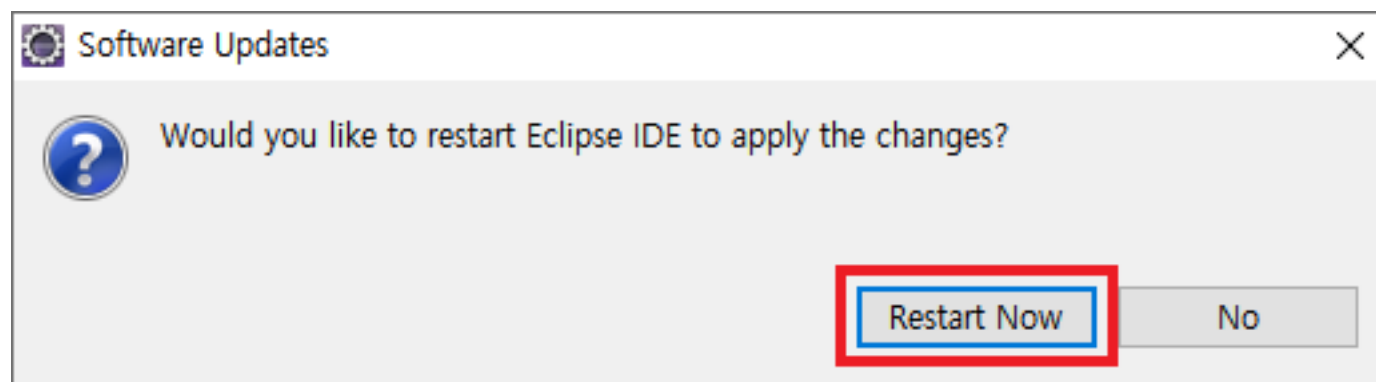 Software Updates
Would you like to restart Eclipse IDE to apply the changes?
Restart Now
No